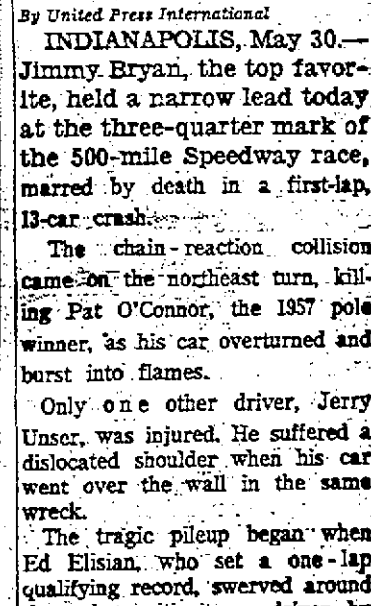 By United Press International
INDIANAPOLIS, May 30.—
Jimmy Bryan, the top favor-
ite, held a narrow lead today
at the three-quarter mark of
the 500-mile Speedway race,
marred by death in a first-lap,
13-car crash.
The chain-reaction collision
came on the northeast turn, kill-
ing Pat O'Connor, the 1957 pole
winner, as his car overturned and
burst into flames.
Only one other driver, Jerry
Unser, was injured. He suffered a
dislocated shoulder when his car
went over the wall in the same
wreck.
The tragic pileup began when
Ed Elisian, who set a one-lap
qualifying record, swerved around